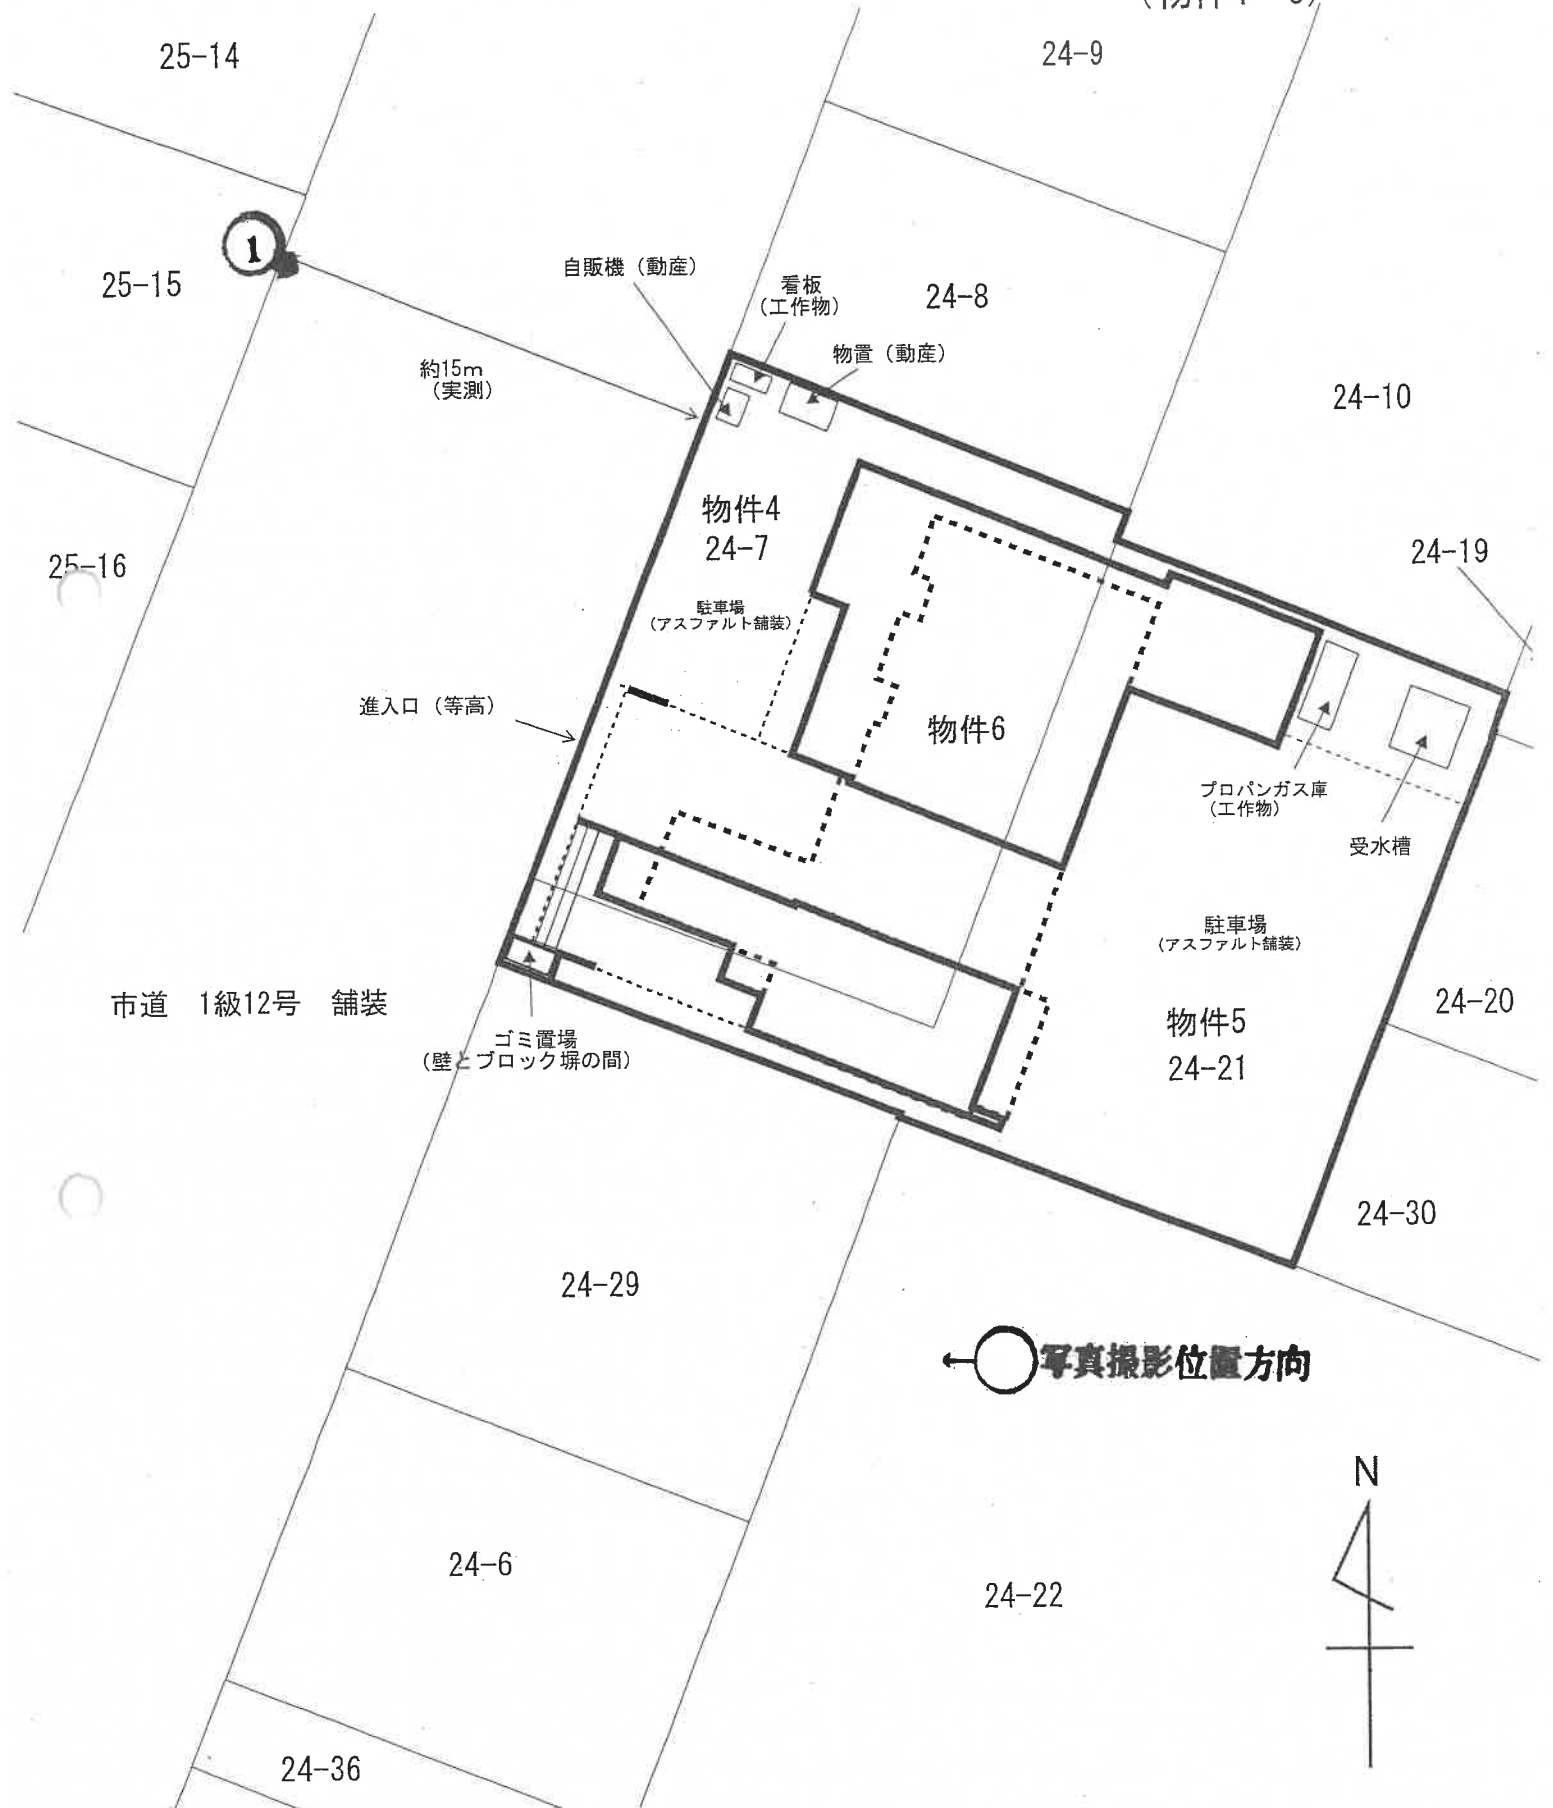 25-14
24-9
1
25-15
自販機（動産）
看板
（工作物）
24-8
物置（動産）
約15m
（実測）
24-10
物件4
24-7
24-19
25-16
駐車場
（アスファルト舗装）
進入口（等高）
物件6
プロパンガス庫
（工作物）
受水槽
駐車場
（アスファルト舗装）
市道　1級12号　舗装
24-20
物件5
24-21
ゴミ置場
（壁とブロック塀の間）
24-30
24-29
写真撮影位置方向
N
24-6
24-22
24-36